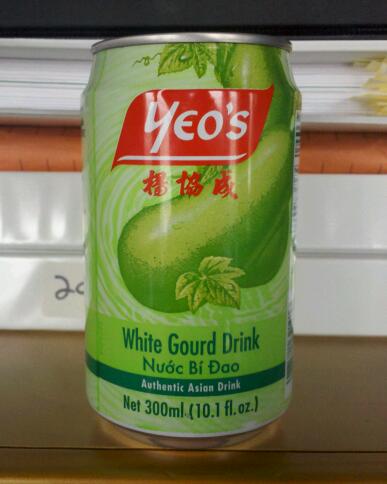 YEO'S
楊協成
White Gourd Drink
Nước Bí Đao
Authentic Asian Drink
Net 300ml (10.1 fl.oz.)